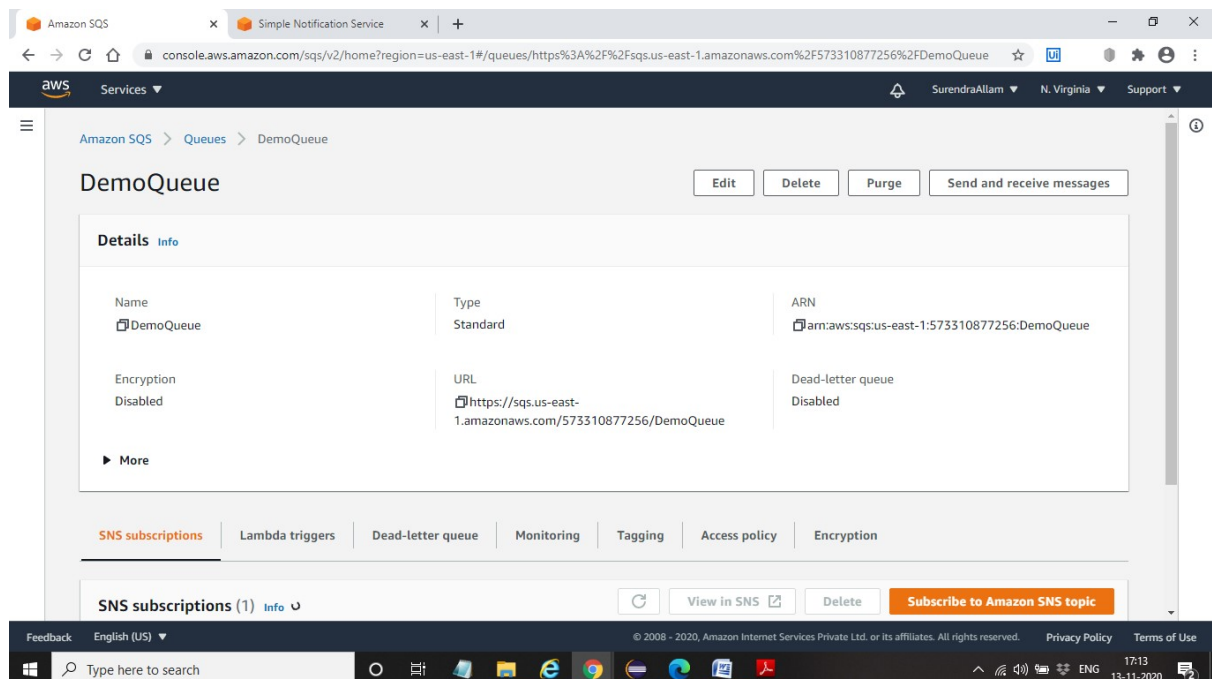 Amazon SQS
Simple Notification Service
console.aws.amazon.com/sqs/v2/home?region=us-east-1#/queues/https%3A%2F%2Fsqs.us-east-1.amazonaws.com%2F573310877256%2FDemoQueue
Ui
aws Services ▼ SurendraAllam ▼ N. Virginia ▼ Support ▼
Amazon SQS > Queues > DemoQueue
DemoQueue Edit Delete Purge Send and receive messages
Details Info
Name Type ARN
DemoQueue Standard arn:aws:sqs:us-east-1:573310877256:DemoQueue
Encryption URL Dead-letter queue
Disabled https://sqs.us-east- Disabled
1.amazonaws.com/573310877256/DemoQueue
More
SNS subscriptions Lambda triggers Dead-letter queue Monitoring Tagging Access policy Encryption
SNS subscriptions (1) Info View in SNS Delete Subscribe to Amazon SNS topic
Feedback English (US) ▼ © 2008 - 2020, Amazon Internet Services Private Ltd. or its affiliates. All rights reserved. Privacy Policy Terms of Use
Type here to search ENG 17:13
13-11-2020 2